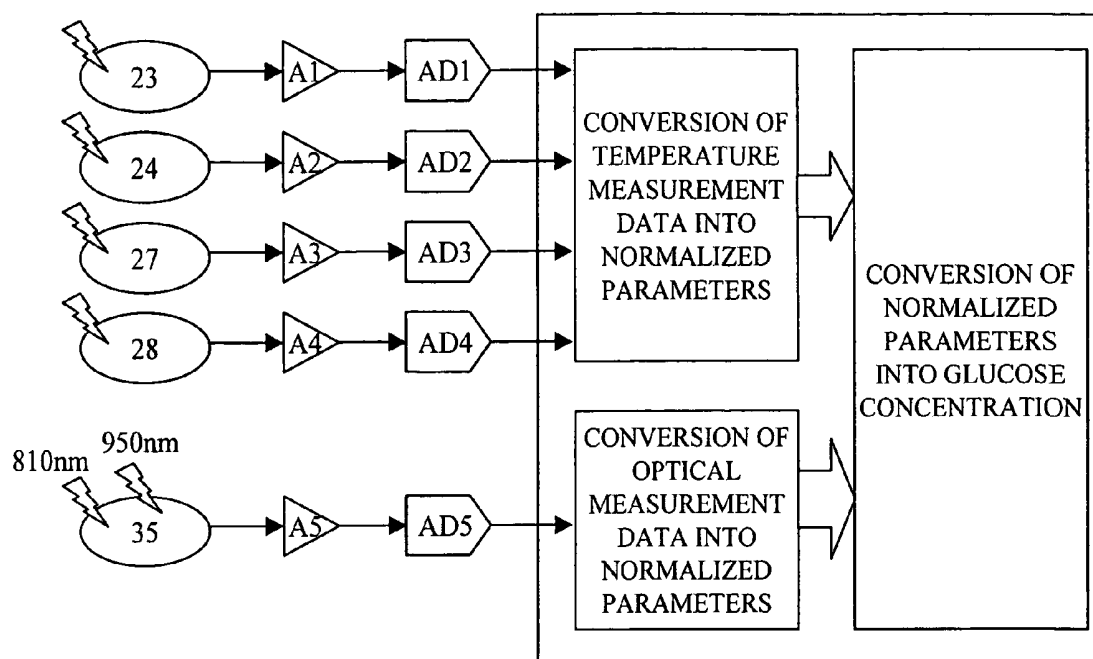 23
A1
AD1
24
A2
AD2
27
A3
AD3
28
A4
AD4
CONVERSION OF
TEMPERATURE
MEASUREMENT
DATA INTO
NORMALIZED
PARAMETERS
810nm
950nm
35
A5
AD5
CONVERSION OF
OPTICAL
MEASUREMENT
DATA INTO
NORMALIZED
PARAMETERS
CONVERSION OF
NORMALIZED
PARAMETERS
INTO GLUCOSE
CONCENTRATION